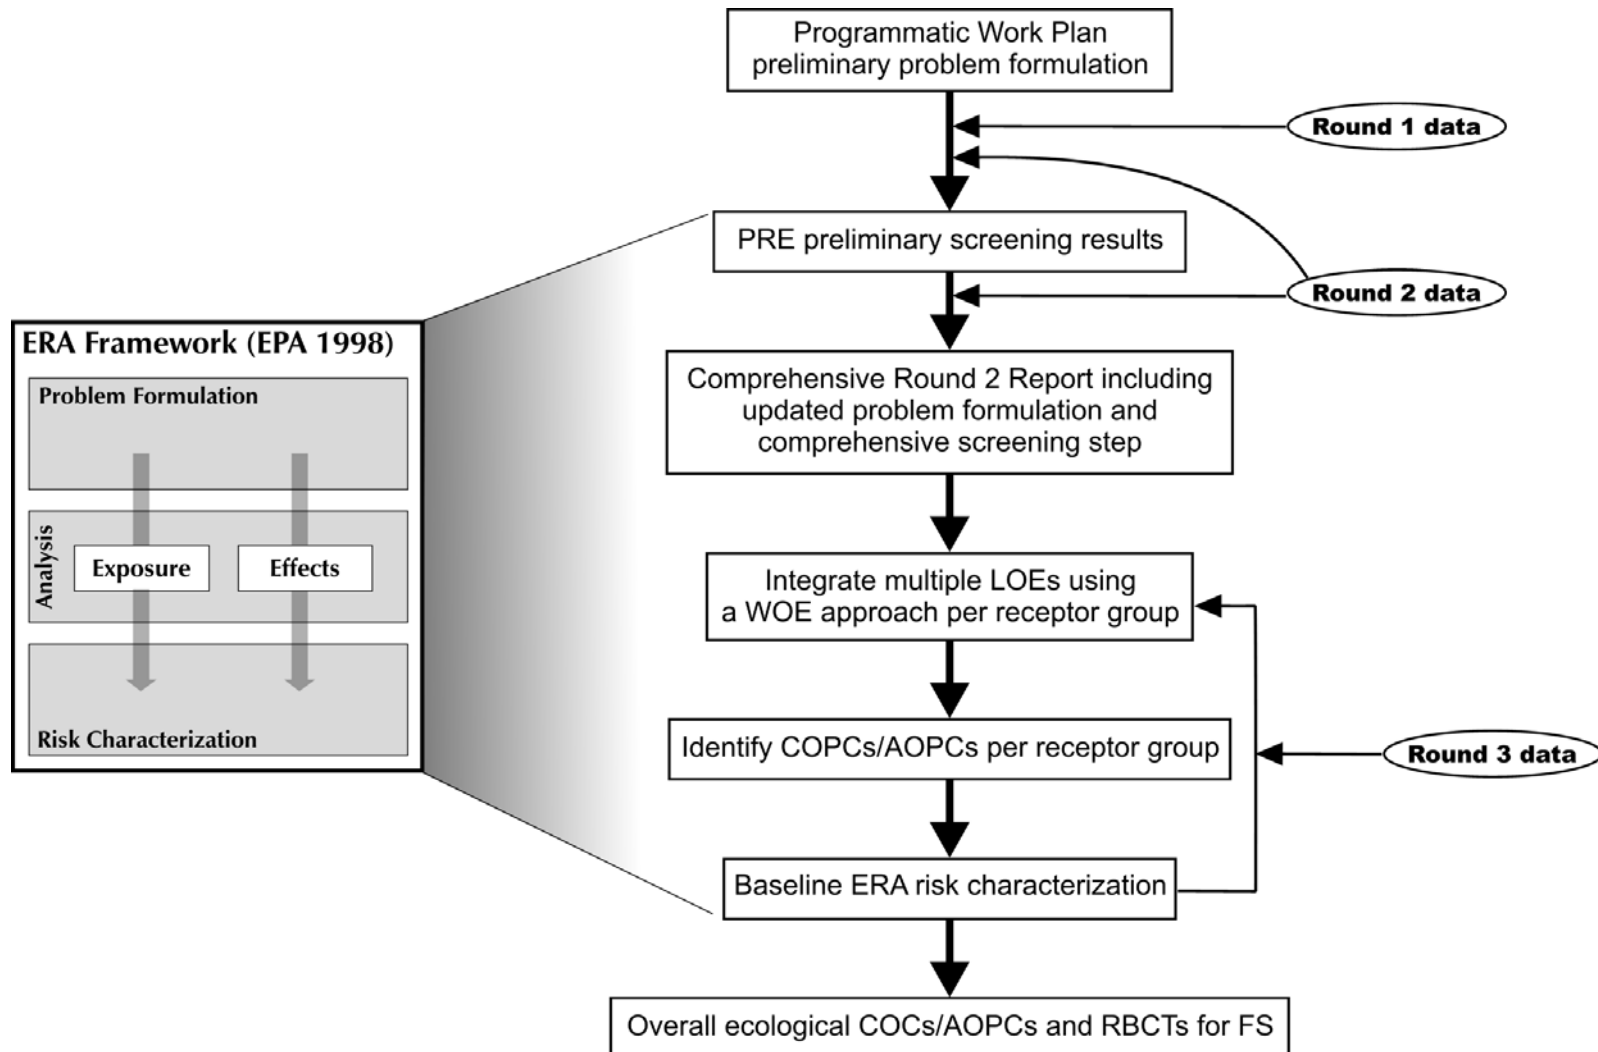 Programmatic Work Plan
preliminary problem formulation
Round 1 data
PRE preliminary screening results
Round 2 data
Comprehensive Round 2 Report including
updated problem formulation and
comprehensive screening step
ERA Framework (EPA 1998)
Problem Formulation
Analysis
Exposure
Effects
Risk Characterization
Integrate multiple LOEs using
a WOE approach per receptor group
Identify COPCs/AOPCs per receptor group
Round 3 data
Baseline ERA risk characterization
Overall ecological COCs/AOPCs and RBCTs for FS